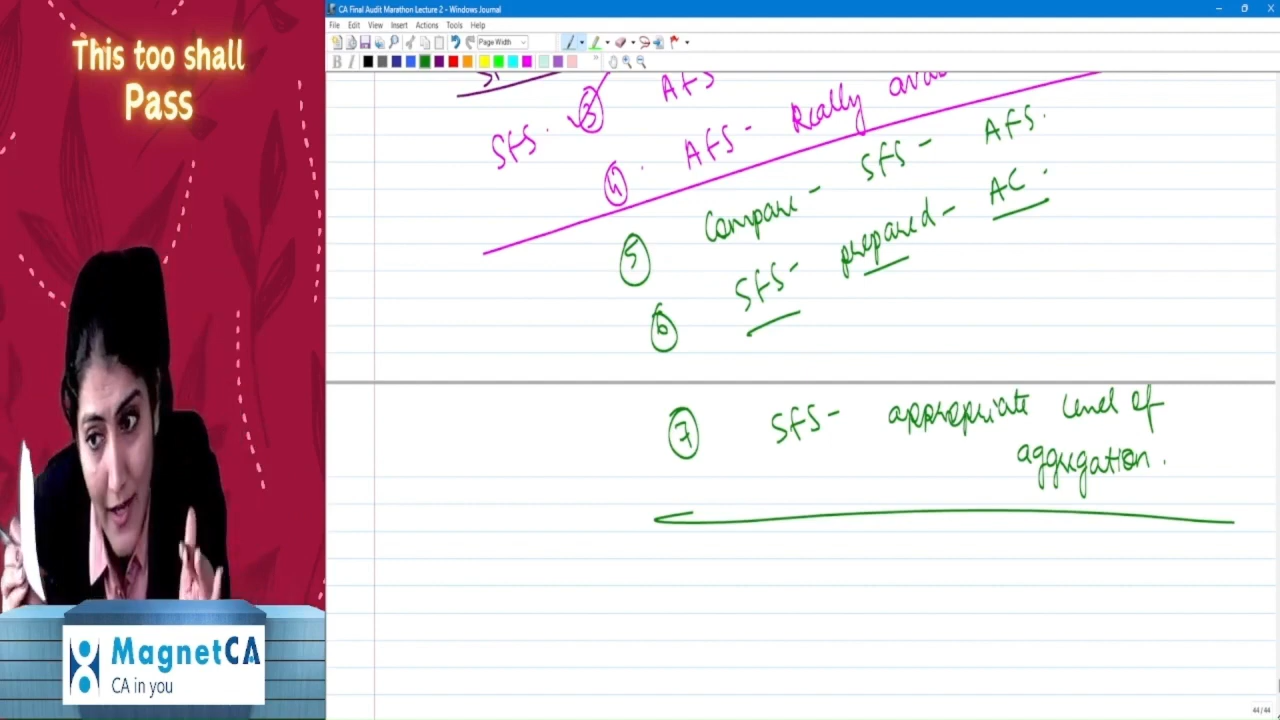 This too shall
Pass
MagnetCA
CA in you
CA Final Audit Marathon Lecture 2 - Windows Journal
File Edit View Insert Actions Tools Help
Page Width
SFS. 3 AFS
4. AFS - Really
5 Compare - SFS - AFS.
6 SFS - prepared - AC.
7 SFS - appropriate level of
aggregation.
44 / 44